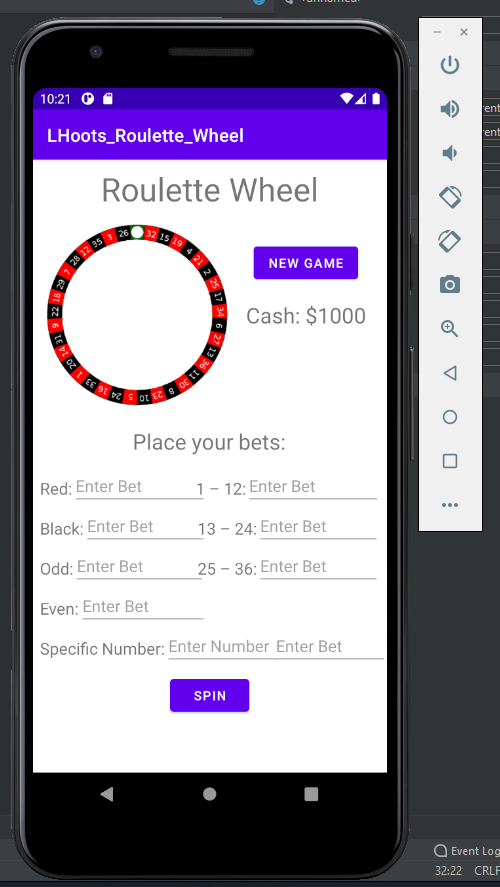 <unnamed>
10:21
LHoots_Roulette_Wheel
Roulette Wheel
26 32 15 19 4 21 2 25 17 34 6 27 13 36 11 30 8 23 10 5 24 16 33 1 20 14 31 9 22 18 29 7 28 12 35 3
NEW GAME
Cash: $1000
Place your bets:
Red: Enter Bet 1 – 12: Enter Bet
Black: Enter Bet 13 – 24: Enter Bet
Odd: Enter Bet 25 – 36: Enter Bet
Even: Enter Bet
Specific Number: Enter Number Enter Bet
SPIN
Event Log
32:22 CRLF